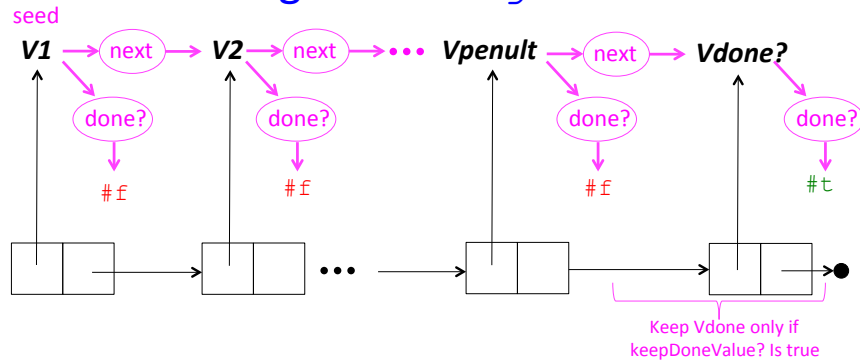 seed
V1 next V2 next ••• Vpenult next Vdone?
done? done? done? done?
#f #f #f #t
•••
Keep Vdone only if
keepDoneValue? Is true